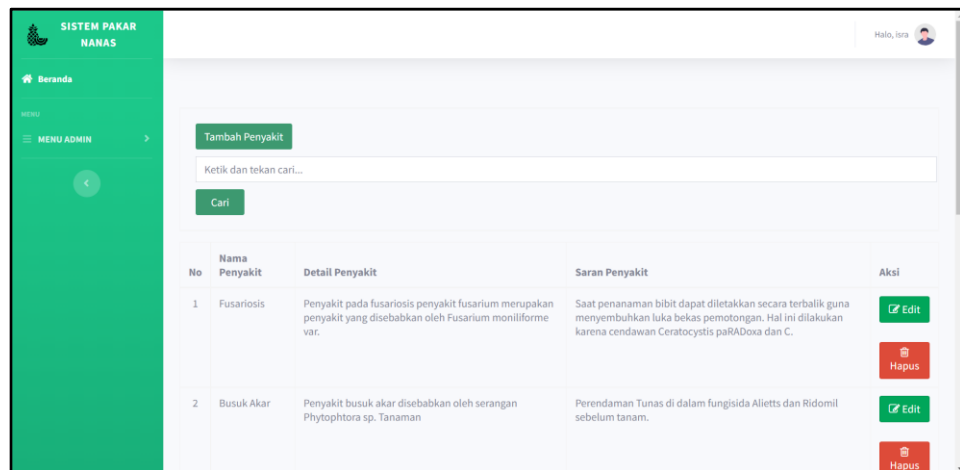 SISTEM PAKAR
NANAS
Halo, isra
Beranda
MENU
MENU ADMIN
Tambah Penyakit
Ketik dan tekan cari...
Cari
No
Nama
Penyakit
Detail Penyakit
Saran Penyakit
Aksi
1
Fusariosis
Penyakit pada fusariosis penyakit fusarium merupakan
penyakit yang disebabkan oleh Fusarium moniliforme
var.
Saat penanaman bibit dapat diletakkan secara terbalik guna
menyembuhkan luka bekas pemotongan. Hal ini dilakukan
karena cendawan Ceratocystis paRADoxa dan C.
Edit
Hapus
2
Busuk Akar
Penyakit busuk akar disebabkan oleh serangan
Phytophtora sp. Tanaman
Perendaman Tunas di dalam fungisida Alietts dan Ridomil
sebelum tanam.
Edit
Hapus